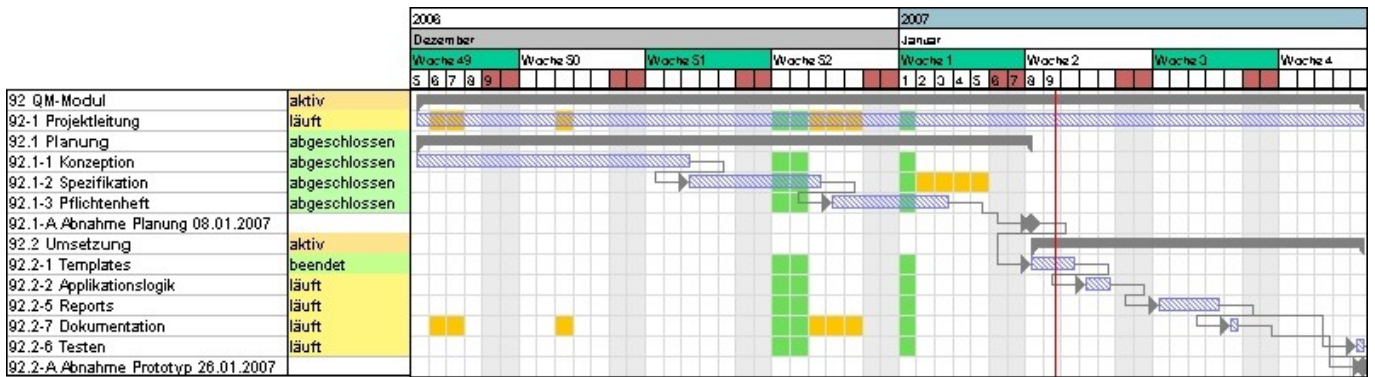 2006 2007
Dezember Januar
Woche 49 Woche 50 Woche 51 Woche 52 Woche 1 Woche 2 Woche 3 Woche 4
5 6 7 8 9 1 2 3 4 5 6 7 8 9
92 QM-Modul aktiv
92-1 Projektleitung läuft
92.1 Planung abgeschlossen
92.1-1 Konzeption abgeschlossen
92.1-2 Spezifikation abgeschlossen
92.1-3 Pflichtenheft abgeschlossen
92.1-A Abnahme Planung 08.01.2007
92.2 Umsetzung aktiv
92.2-1 Templates beendet
92.2-2 Applikationslogik läuft
92.2-5 Reports läuft
92.2-7 Dokumentation läuft
92.2-6 Testen läuft
92.2-A Abnahme Prototyp 26.01.2007